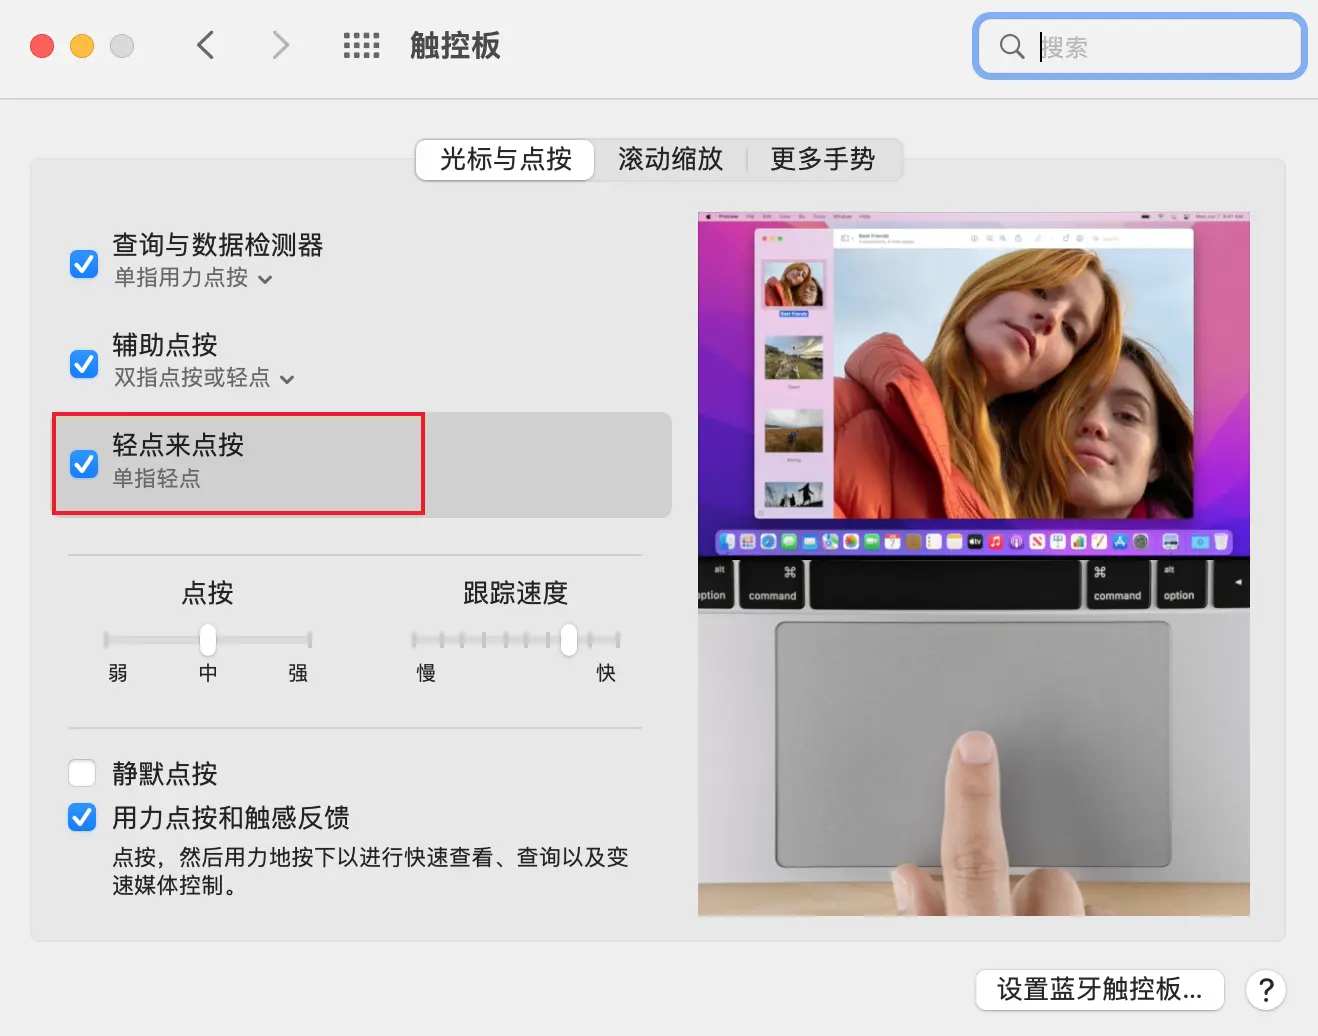 触控板
搜索
光标与点按
滚动缩放
更多手势
查询与数据检测器
单指用力点按
辅助点按
双指点按或轻点
轻点来点按
单指轻点
点按
跟踪速度
弱
中
强
慢
快
静默点按
用力点按和触感反馈
点按，然后用力地按下以进行快速查看、查询以及变
速媒体控制。
Best friends
alt
option
⌘
command
⌘
command
alt
option
设置蓝牙触控板...
?